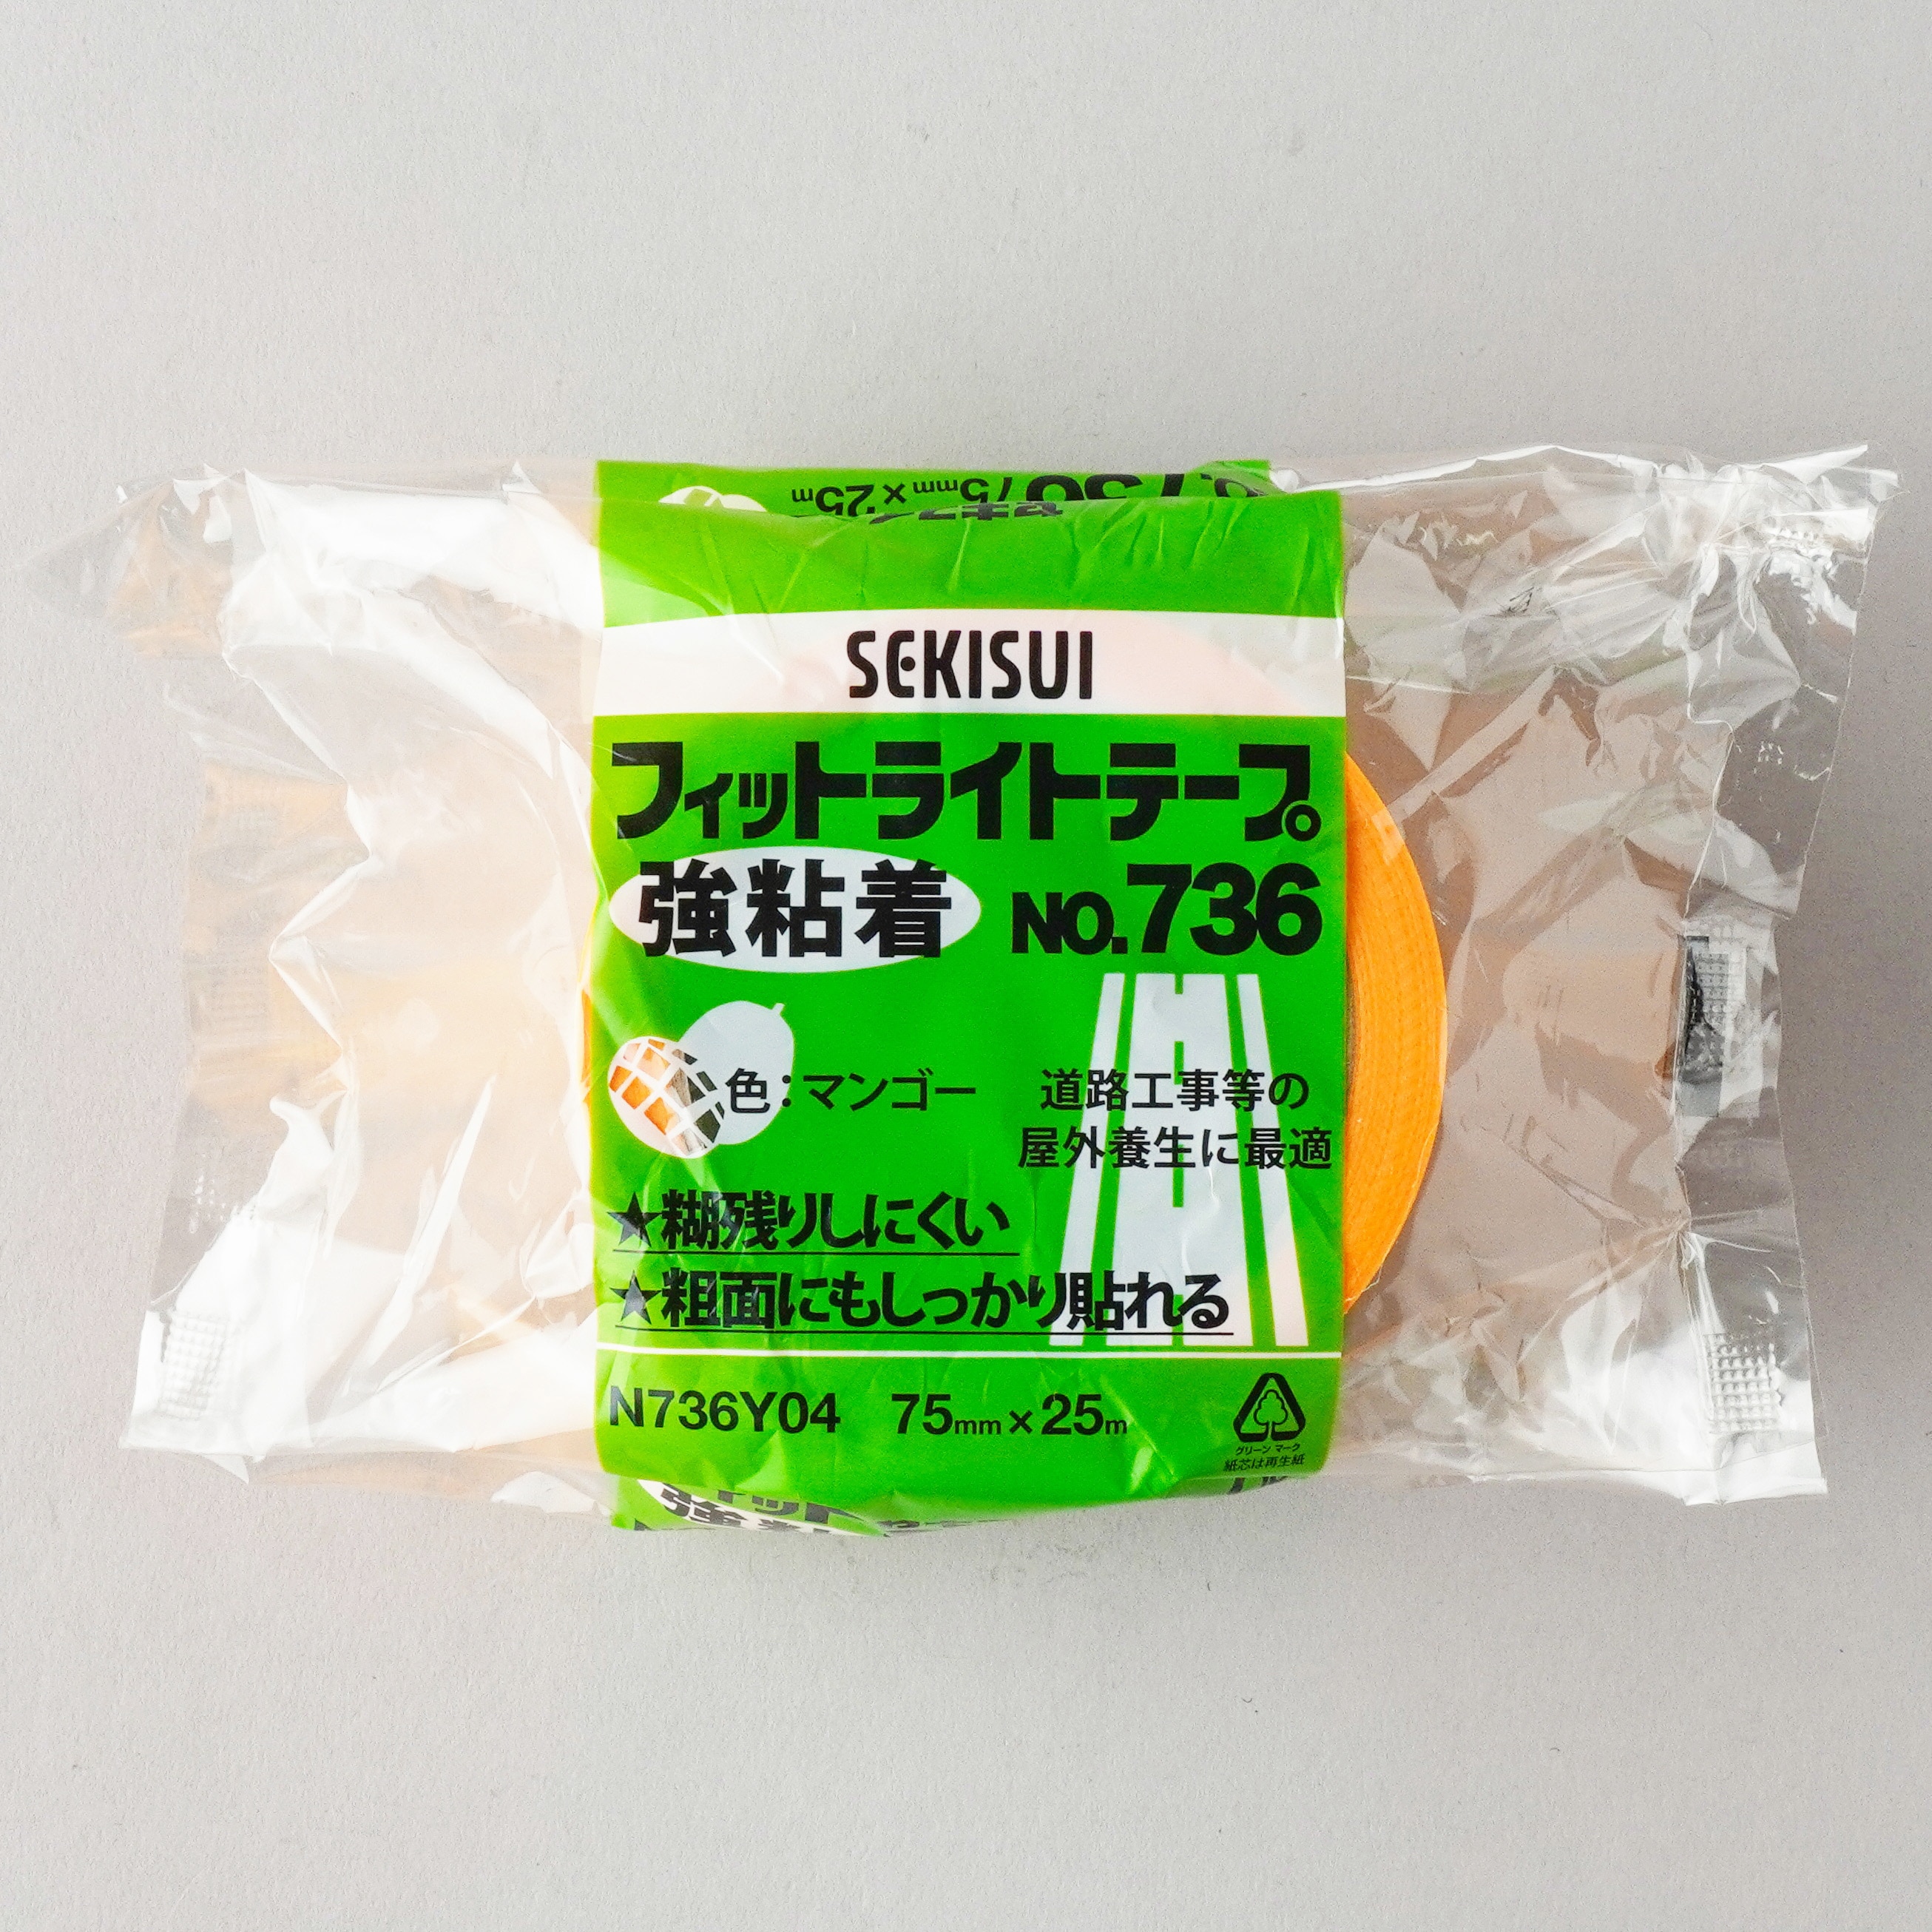 75mm×25m
SEKISUI
フィットライトテープ
強粘着 NO.736
色:マンゴー
道路工事等の
屋外養生に最適
★糊残りしにくい
★粗面にもしっかり貼れる
N736Y04 75mm×25m
グリーン マーク
紙芯は再生紙